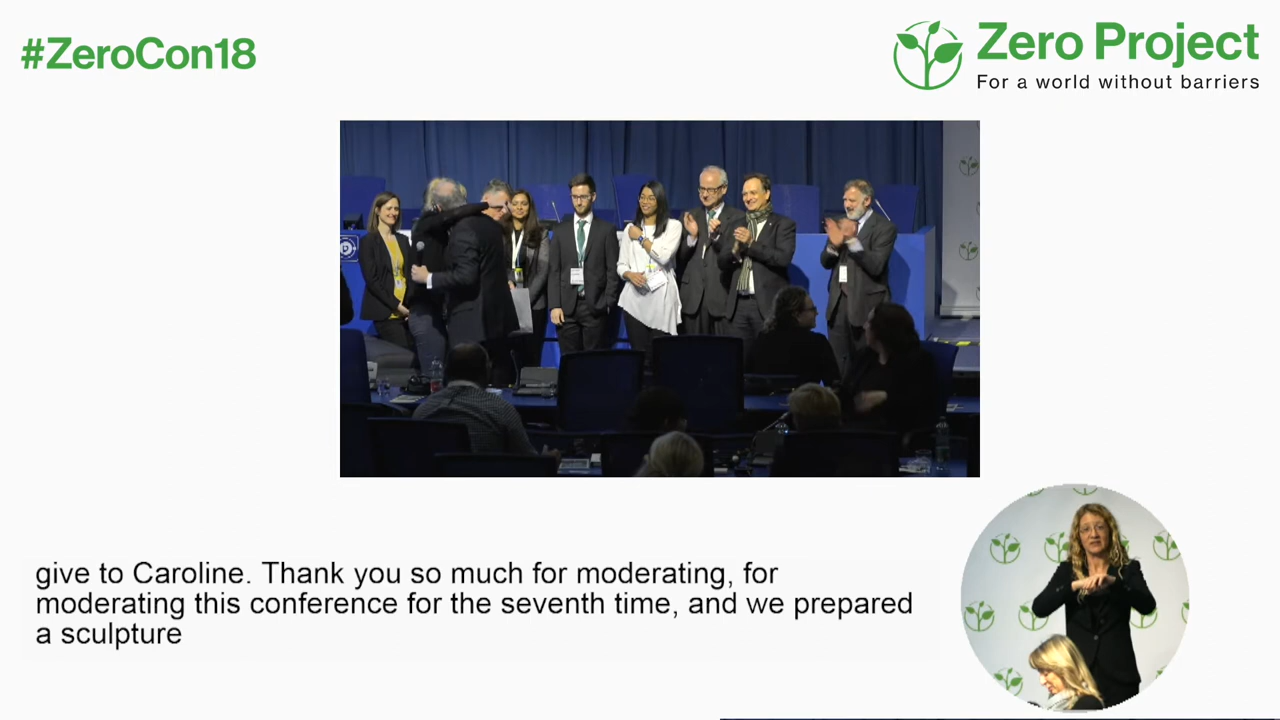 #ZeroCon18
Zero Project
For a world without barriers
give to Caroline. Thank you so much for moderating, for
moderating this conference for the seventh time, and we prepared
a sculpture